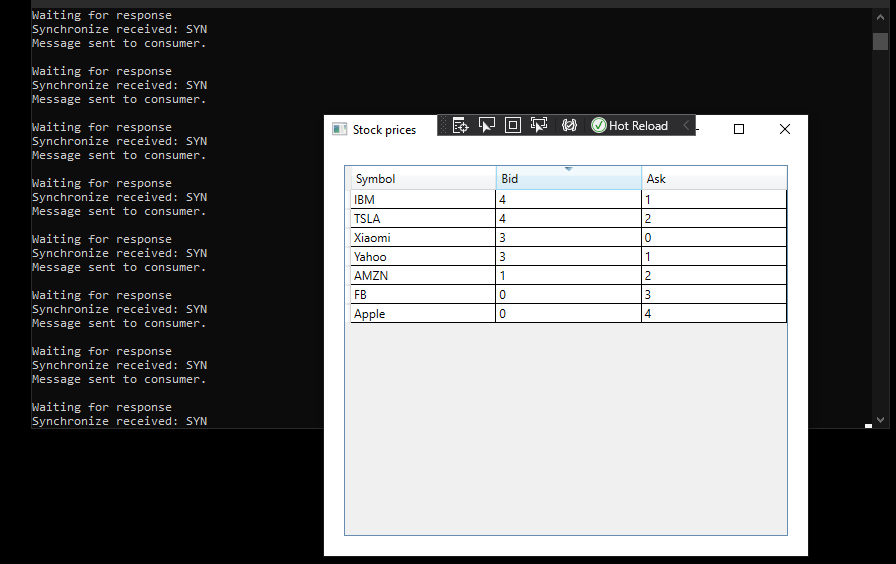 Waiting for response
Synchronize received: SYN
Message sent to consumer.
Waiting for response
Synchronize received: SYN
Message sent to consumer.
Waiting for response
Synchronize received: SYN
Message sent to consumer.
Waiting for response
Synchronize received: SYN
Message sent to consumer.
Waiting for response
Synchronize received: SYN
Message sent to consumer.
Waiting for response
Synchronize received: SYN
Message sent to consumer.
Waiting for response
Synchronize received: SYN
Message sent to consumer.
Waiting for response
Synchronize received: SYN
Stock prices Hot Reload
Symbol Bid Ask
IBM 4 1
TSLA 4 2
Xiaomi 3 0
Yahoo 3 1
AMZN 1 2
FB 0 3
Apple 0 4